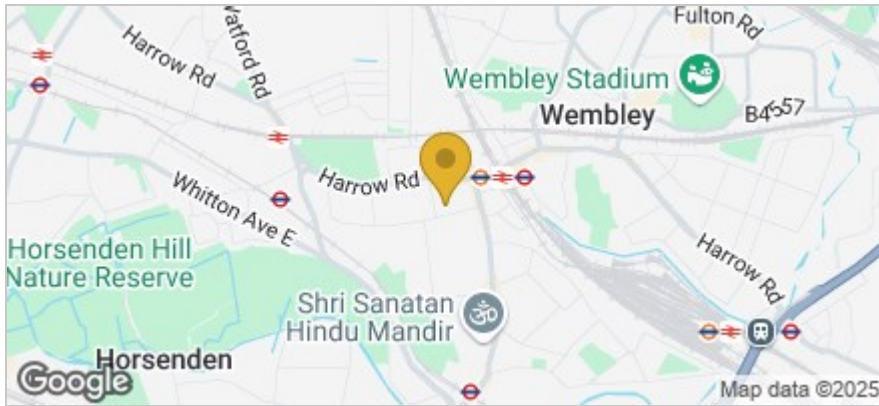 Fulton Rd
Harrow Rd
Watford Rd
Wembley Stadium
Wembley
B4557
Harrow Rd
Whitton Ave E
Horsenden Hill
Nature Reserve
Harrow Rd
Shri Sanatan
Hindu Mandir
ॐ
Horsenden
Google
Map data ©2025